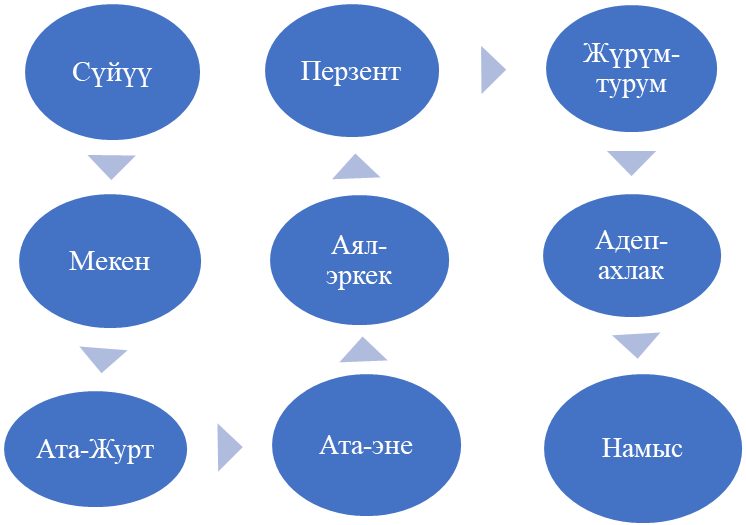 Сүйүү
Мекен
Ата-Журт
Ата-эне
Аял-
эркек
Перзент
Жүрүм-
турум
Адеп-
ахлак
Намыс